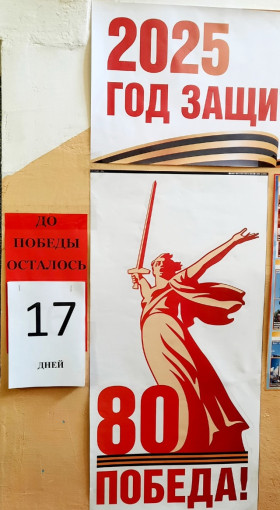 2025
ГОД ЗАЩИ
ДО
ПОБЕДЫ
ОСТАЛОСЬ
17
ДНЕЙ
80
ПОБЕДА!